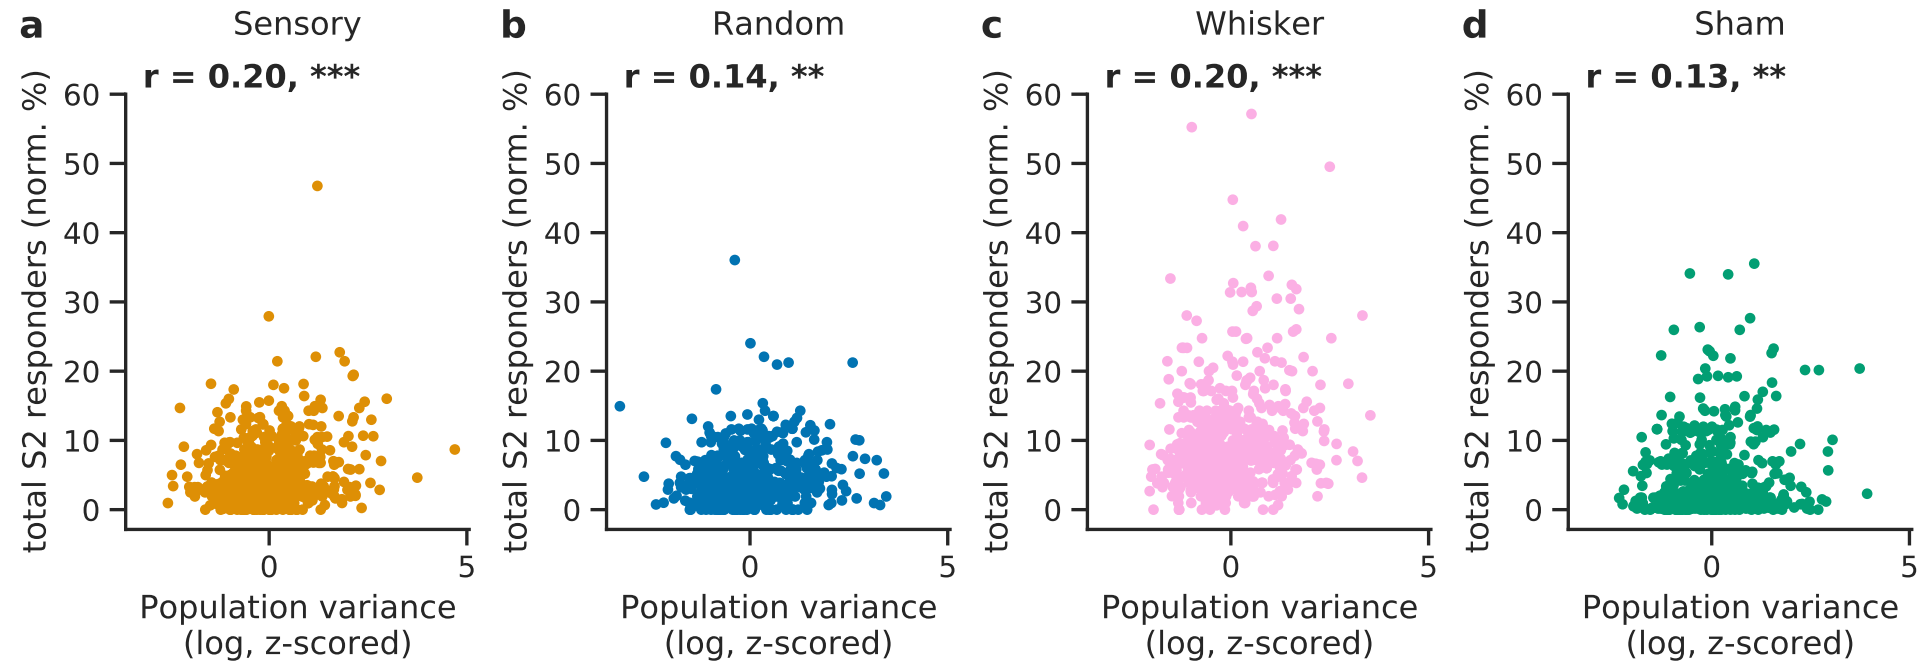 a Sensory
r = 0.20, ***
total S2 responders (norm. %)
60
50
40
30
20
10
0
0 5
Population variance
(log, z-scored)
b Random
r = 0.14, **
total S2 responders (norm. %)
60
50
40
30
20
10
0
0 5
Population variance
(log, z-scored)
c Whisker
r = 0.20, ***
total S2 responders (norm. %)
60
50
40
30
20
10
0
0 5
Population variance
(log, z-scored)
d Sham
r = 0.13, **
total S2 responders (norm. %)
60
50
40
30
20
10
0
0 5
Population variance
(log, z-scored)